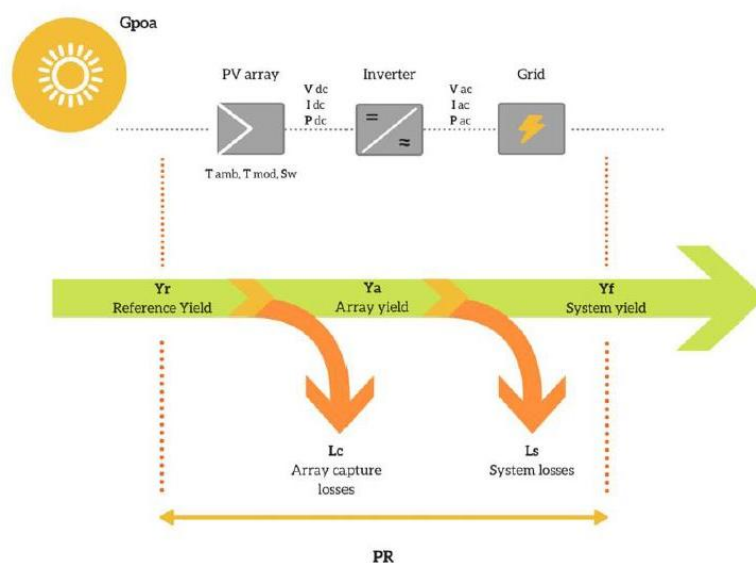 Gpoa
PV array
Inverter
Grid
V dc
I dc
P dc
V ac
I ac
P ac
=
≈
T amb, T mod, Sw
Yr
Reference Yield
Ya
Array yield
Yf
System yield
Lc
Array capture
losses
Ls
System losses
PR